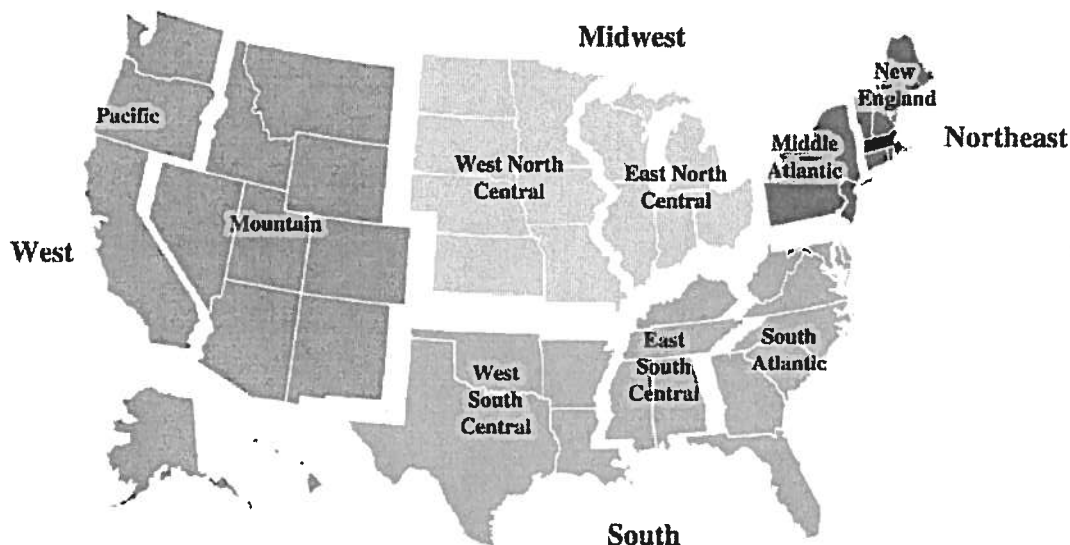 Midwest
New
England
Pacific
Northeast
Middle
Atlantic
West North
Central
East North
Central
Mountain
West
East
South
Central
South
Atlantic
West
South
Central
South